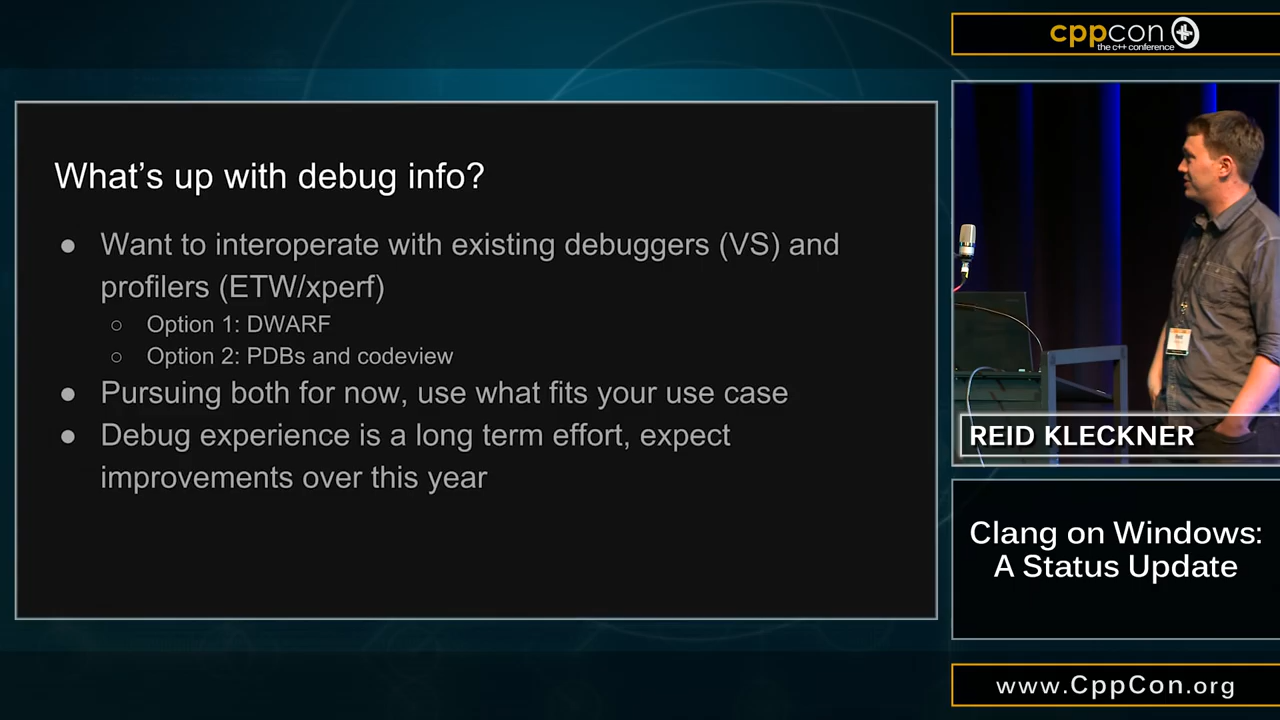 cppcon
the c++ conference
What's up with debug info?
● Want to interoperate with existing debuggers (VS) and
profilers (ETW/xperf)
○ Option 1: DWARF
○ Option 2: PDBs and codeview
● Pursuing both for now, use what fits your use case
● Debug experience is a long term effort, expect
improvements over this year
REID KLECKNER
Clang on Windows:
A Status Update
www.CppCon.org